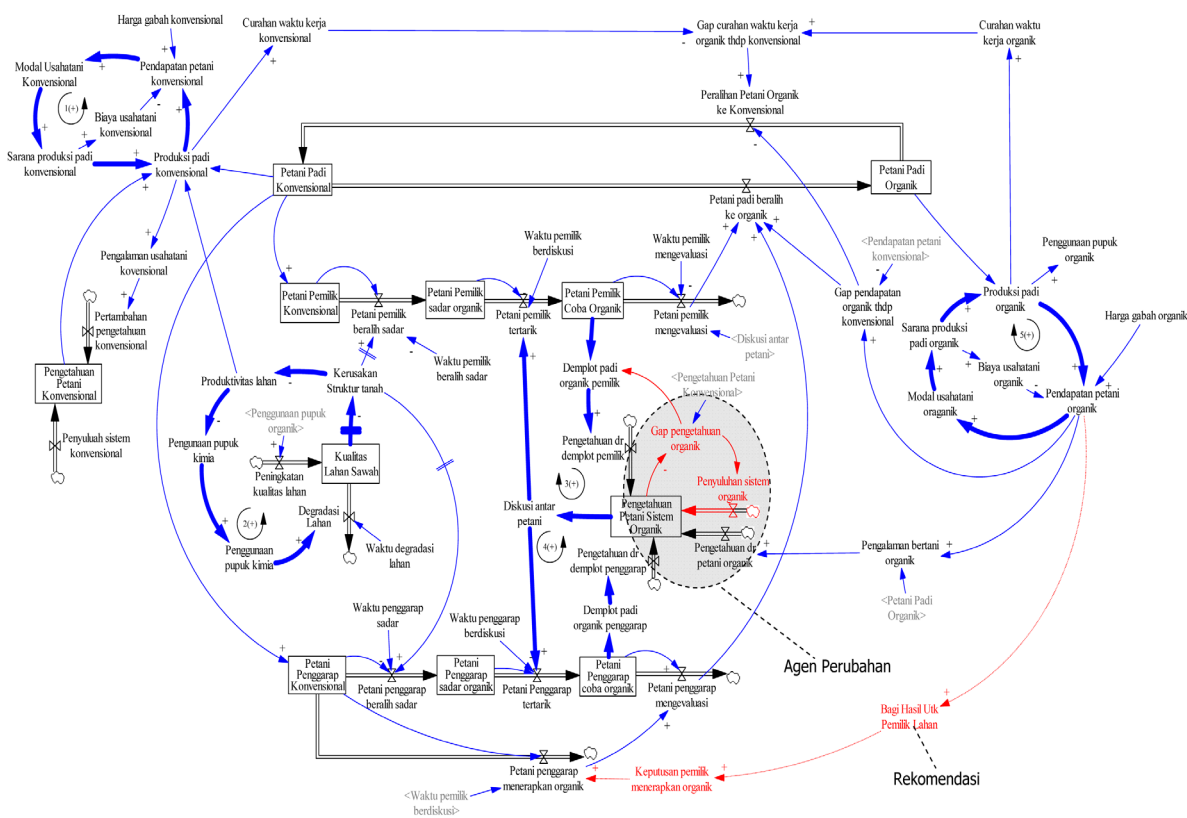 Harga gabah konvensional
Curahan waktu kerja
konvensional
Gap curahan waktu kerja
organik thdp konvensional
Curahan waktu
kerja organik
Modal Usahatani
Konvensional
Pendapatan petani
konvensional
1(+)
Biaya usahatani
konvensional
Peralihan Petani Organik
ke Konvensional
Sarana produksi padi
konvensional
Produksi padi
konvensional
Petani Padi
Konvensional
Petani Padi
Organik
Petani padi beralih
ke organik
Pengalaman usahatani
kovensional
Waktu pemilik
berdiskusi
Waktu pemilik
mengevaluasi
<Pendapatan petani
konvensional>
Penggunaan pupuk
organik
Petani Pemilik
Konvensional
Petani Pemilik
sadar organik
Petani Pemilik
Coba Organik
Gap pendapatan
organik thdp
konvensional
Produksi padi
organik
Pertambahan
pengetahuan
konvensional
Petani pemilik
beralih sadar
Petani pemilik
tertarik
Petani pemilik
mengevaluasi
Sarana produksi
padi organik
5(+)
Harga gabah organik
<Diskusi antar
petani>
Waktu pemilik
beralih sadar
Pengetahuan
Petani
Konvensional
Produktivitas lahan
Kerusakan
Struktur tanah
Demplot padi
organik pemilik
<Pengetahuan Petani
Konvensional>
Biaya usahatani
organik
Modal usahatani
oraganik
Pendapatan petani
organik
<Penggunaan pupuk
organik>
Penyuluah sistem
konvensional
Pengunaan pupuk
kimia
Pengetahuan dr
demplot pemilik
Gap pengetahuan
organik
Peningkatan
kualitas lahan
Kualitas
Lahan Sawah
3(+)
Penyuluhan sistem
organik
2(+)
Degradasi
Lahan
Diskusi antar
petani
Pengetahuan
Petani Sistem
Organik
Penggunaan
pupuk kimia
Waktu degradasi
lahan
4(+)
Pengetahuan dr
demplot penggarap
Pengetahuan dr
petani organik
Pengalaman bertani
organik
Waktu penggarap
sadar
Waktu penggarap
berdiskusi
Demplot padi
organik penggarap
<Petani Padi
Organik>
Agen Perubahan
Petani
Penggarap
Konvensional
Petani
Penggarap
sadar organik
Petani
Penggarap
coba organik
Petani penggarap
beralih sadar
Petani Penggarap
tertarik
Petani penggarap
mengevaluasi
Bagi Hasil Utk
Pemilik Lahan
Petani penggarap
menerapkan organik
Keputusan pemilik
menerapkan organik
Rekomendasi
<Waktu pemilik
berdiskusi>